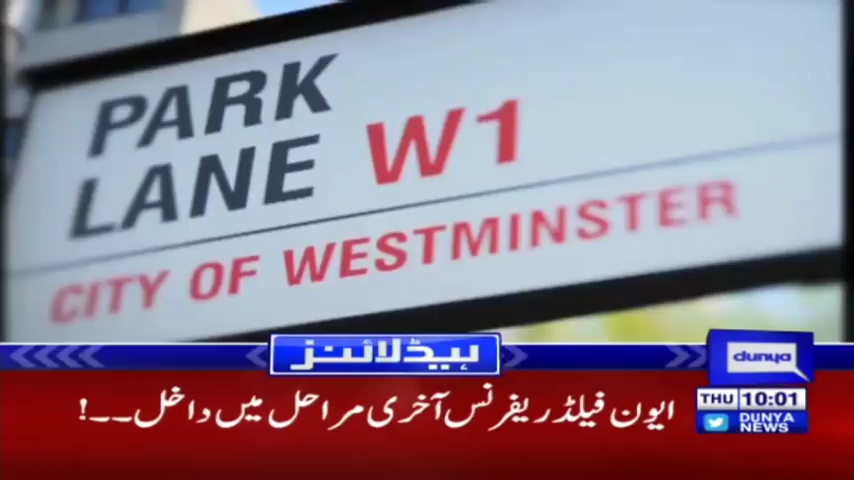 PARK
LANE W1
CITY OF WESTMINSTER
ہیڈلائنز
dunya
THU 10:01
ایون فیلڈ ریفرنس آخری مراحل میں داخل ۔۔۔!
DUNYA
NEWS